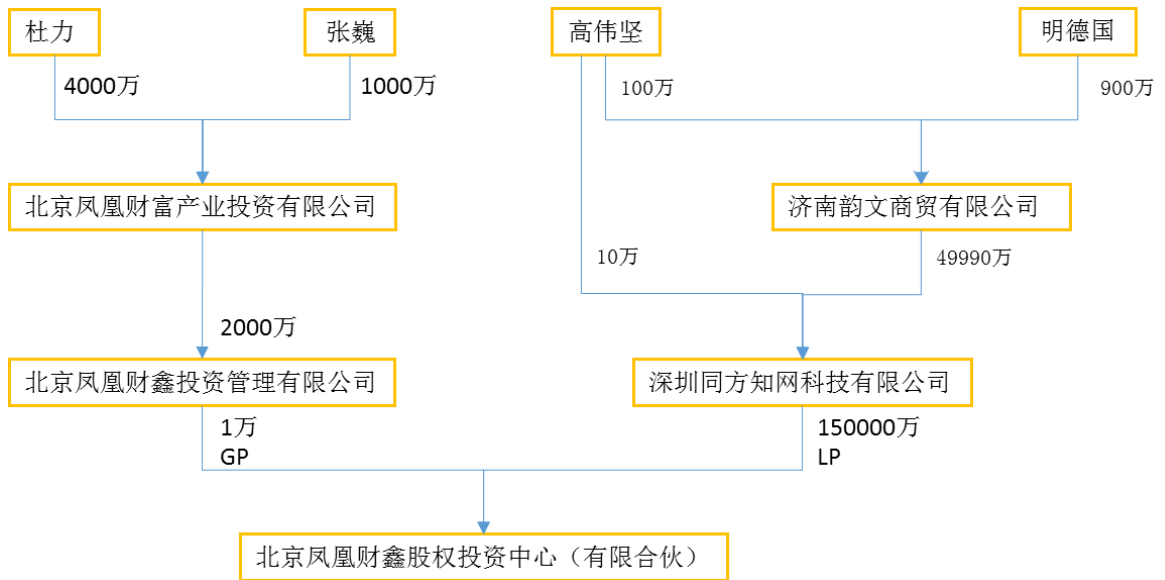 杜力
张巍
高伟坚
明德国
4000万
1000万
100万
900万
北京凤凰财富产业投资有限公司
济南韵文商贸有限公司
10万
49990万
2000万
北京凤凰财鑫投资管理有限公司
深圳同方知网科技有限公司
1万
GP
150000万
LP
北京凤凰财鑫股权投资中心（有限合伙）